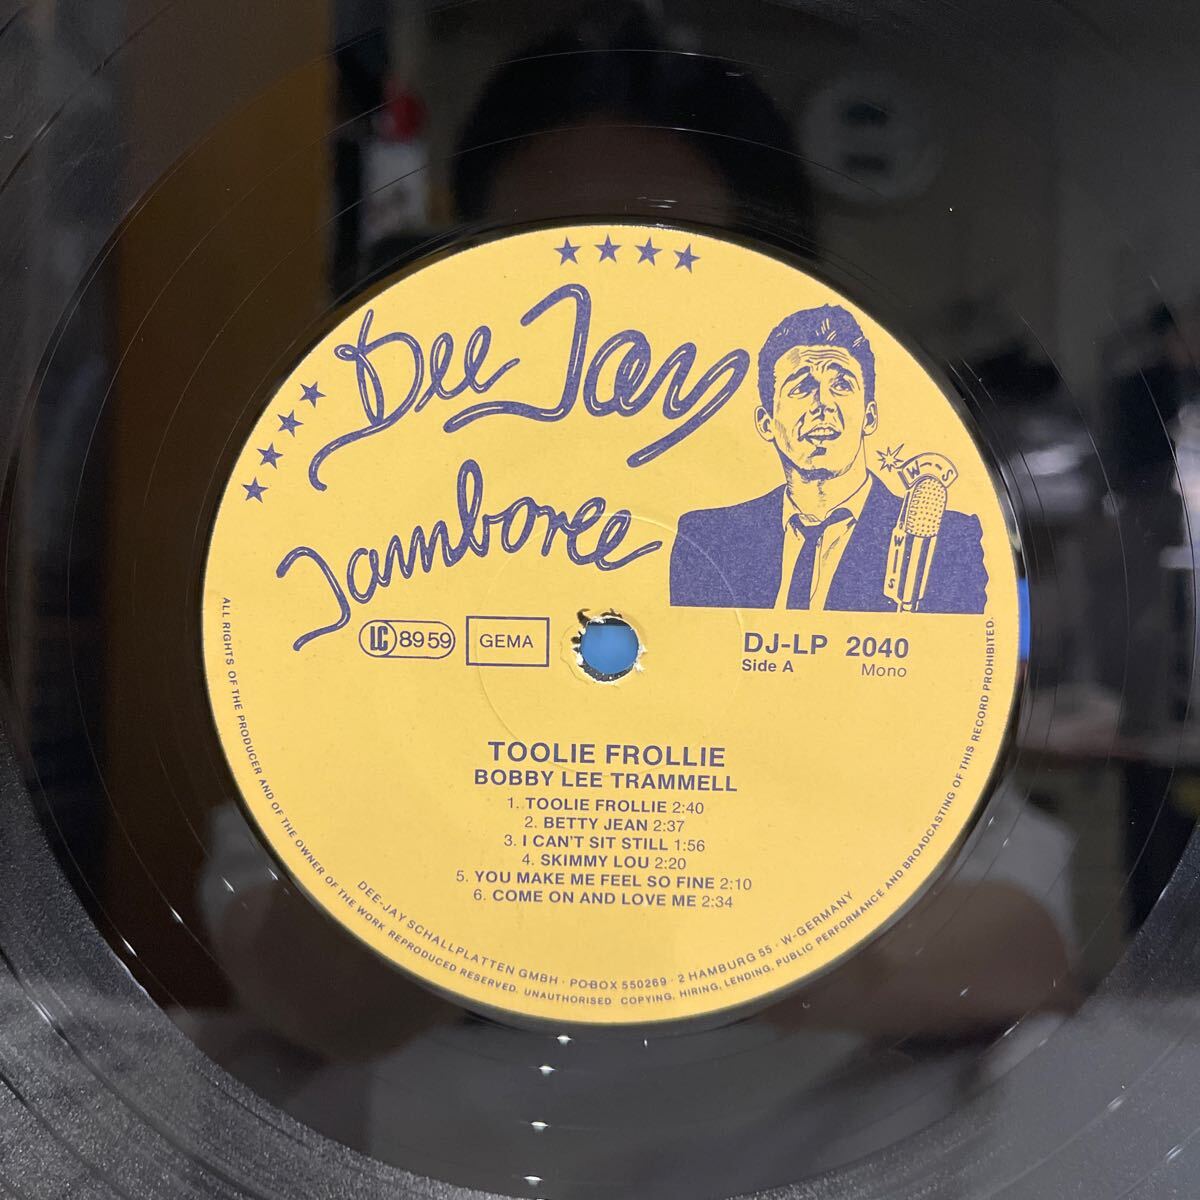 Dee Jay
Jamboree
W-S
W
I
S
LC 8959
GEMA
DJ-LP 2040
Side A
Mono
TOOLIE FROLLIE
BOBBY LEE TRAMMELL
1. TOOLIE FROLLIE 2:40
2. BETTY JEAN 2:37
3. I CAN'T SIT STILL 1:56
4. SKIMMY LOU 2:20
5. YOU MAKE ME FEEL SO FINE 2:10
6. COME ON AND LOVE ME 2:34
DEE-JAY SCHALLPLATTEN GMBH · PO·BOX 550269 · 2 HAMBURG 55 · W-GERMANY
ALL RIGHTS OF THE PRODUCER AND OF THE OWNER OF THE WORK REPRODUCED RESERVED. UNAUTHORISED COPYING, HIRING, LENDING, PUBLIC PERFORMANCE AND BROADCASTING OF THIS RECORD PROHIBITED.